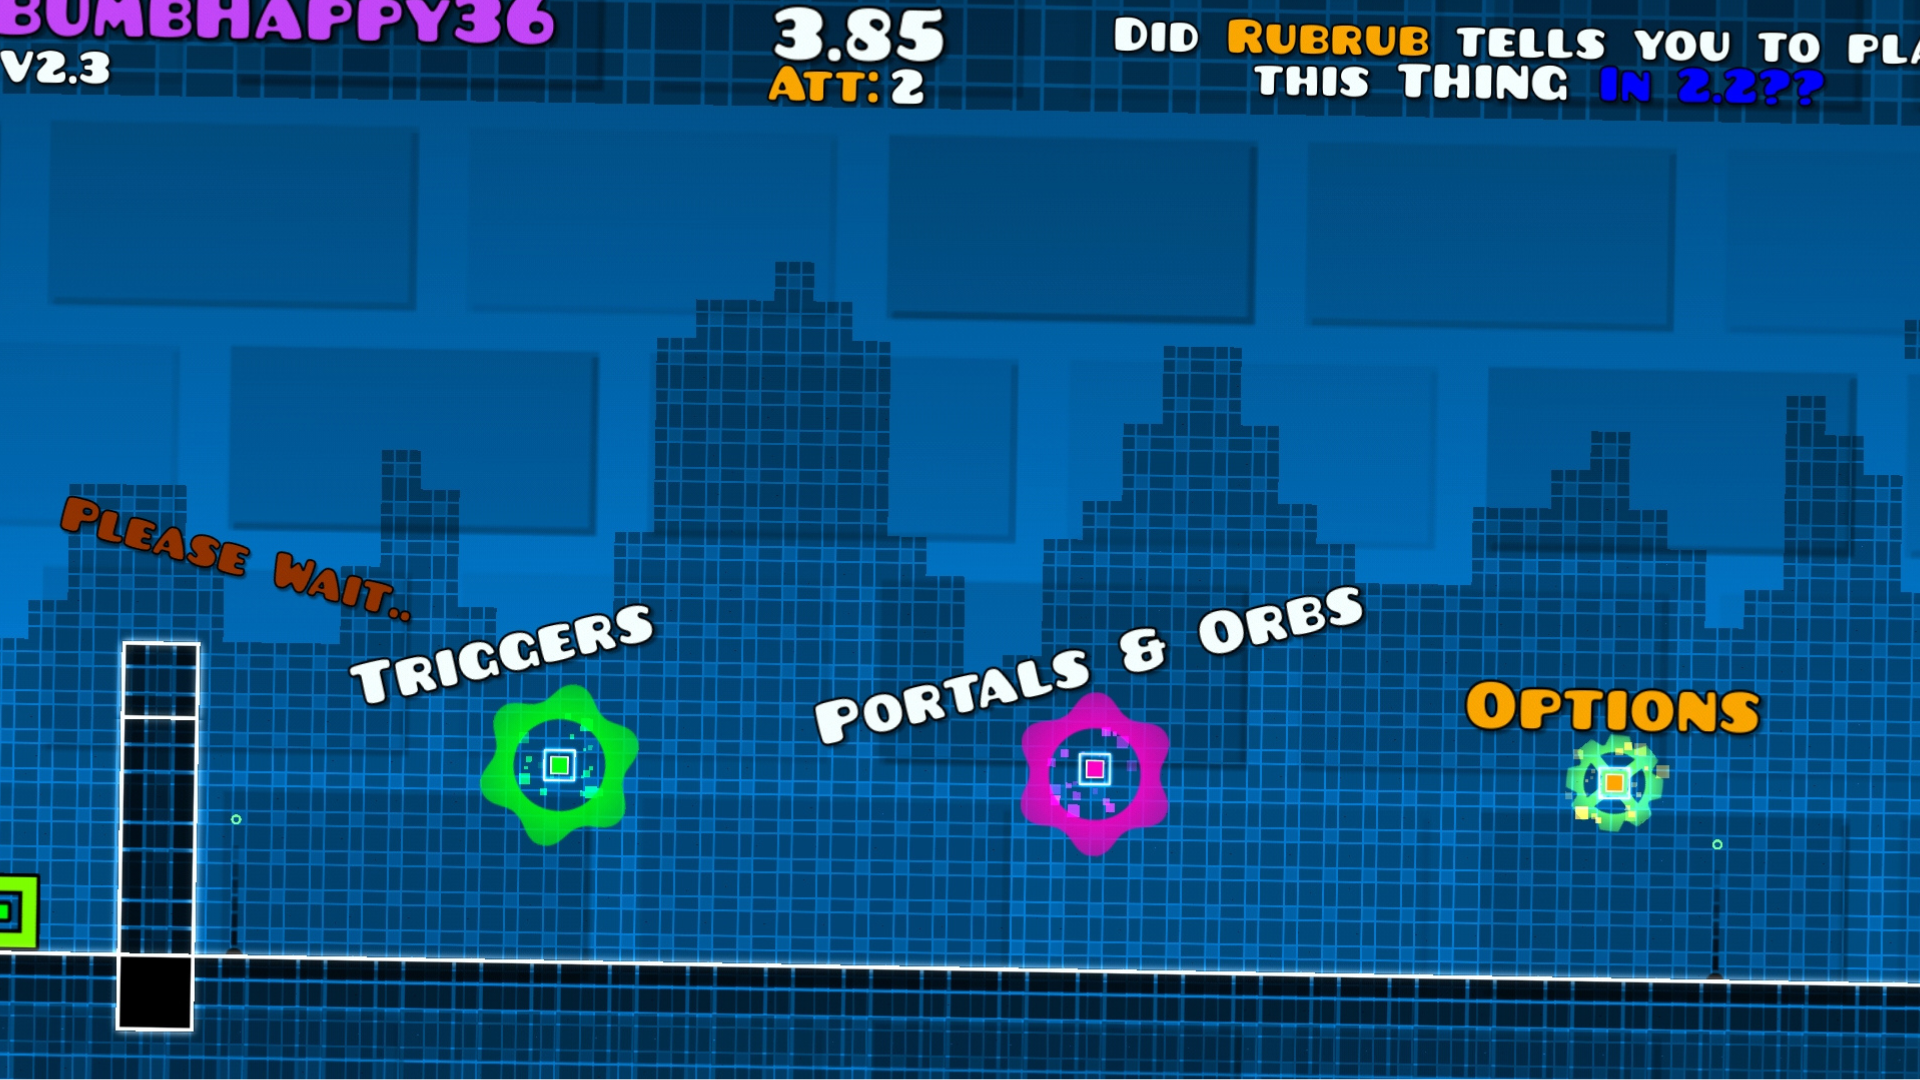 BUMBHAPPY36
V2.3
3.85
ATT: 2
DID RUBRUB TELLS YOU TO
THIS THING IN 2.2??
PLEASE WAIT..
TRIGGERS
PORTALS & ORBS
OPTIONS